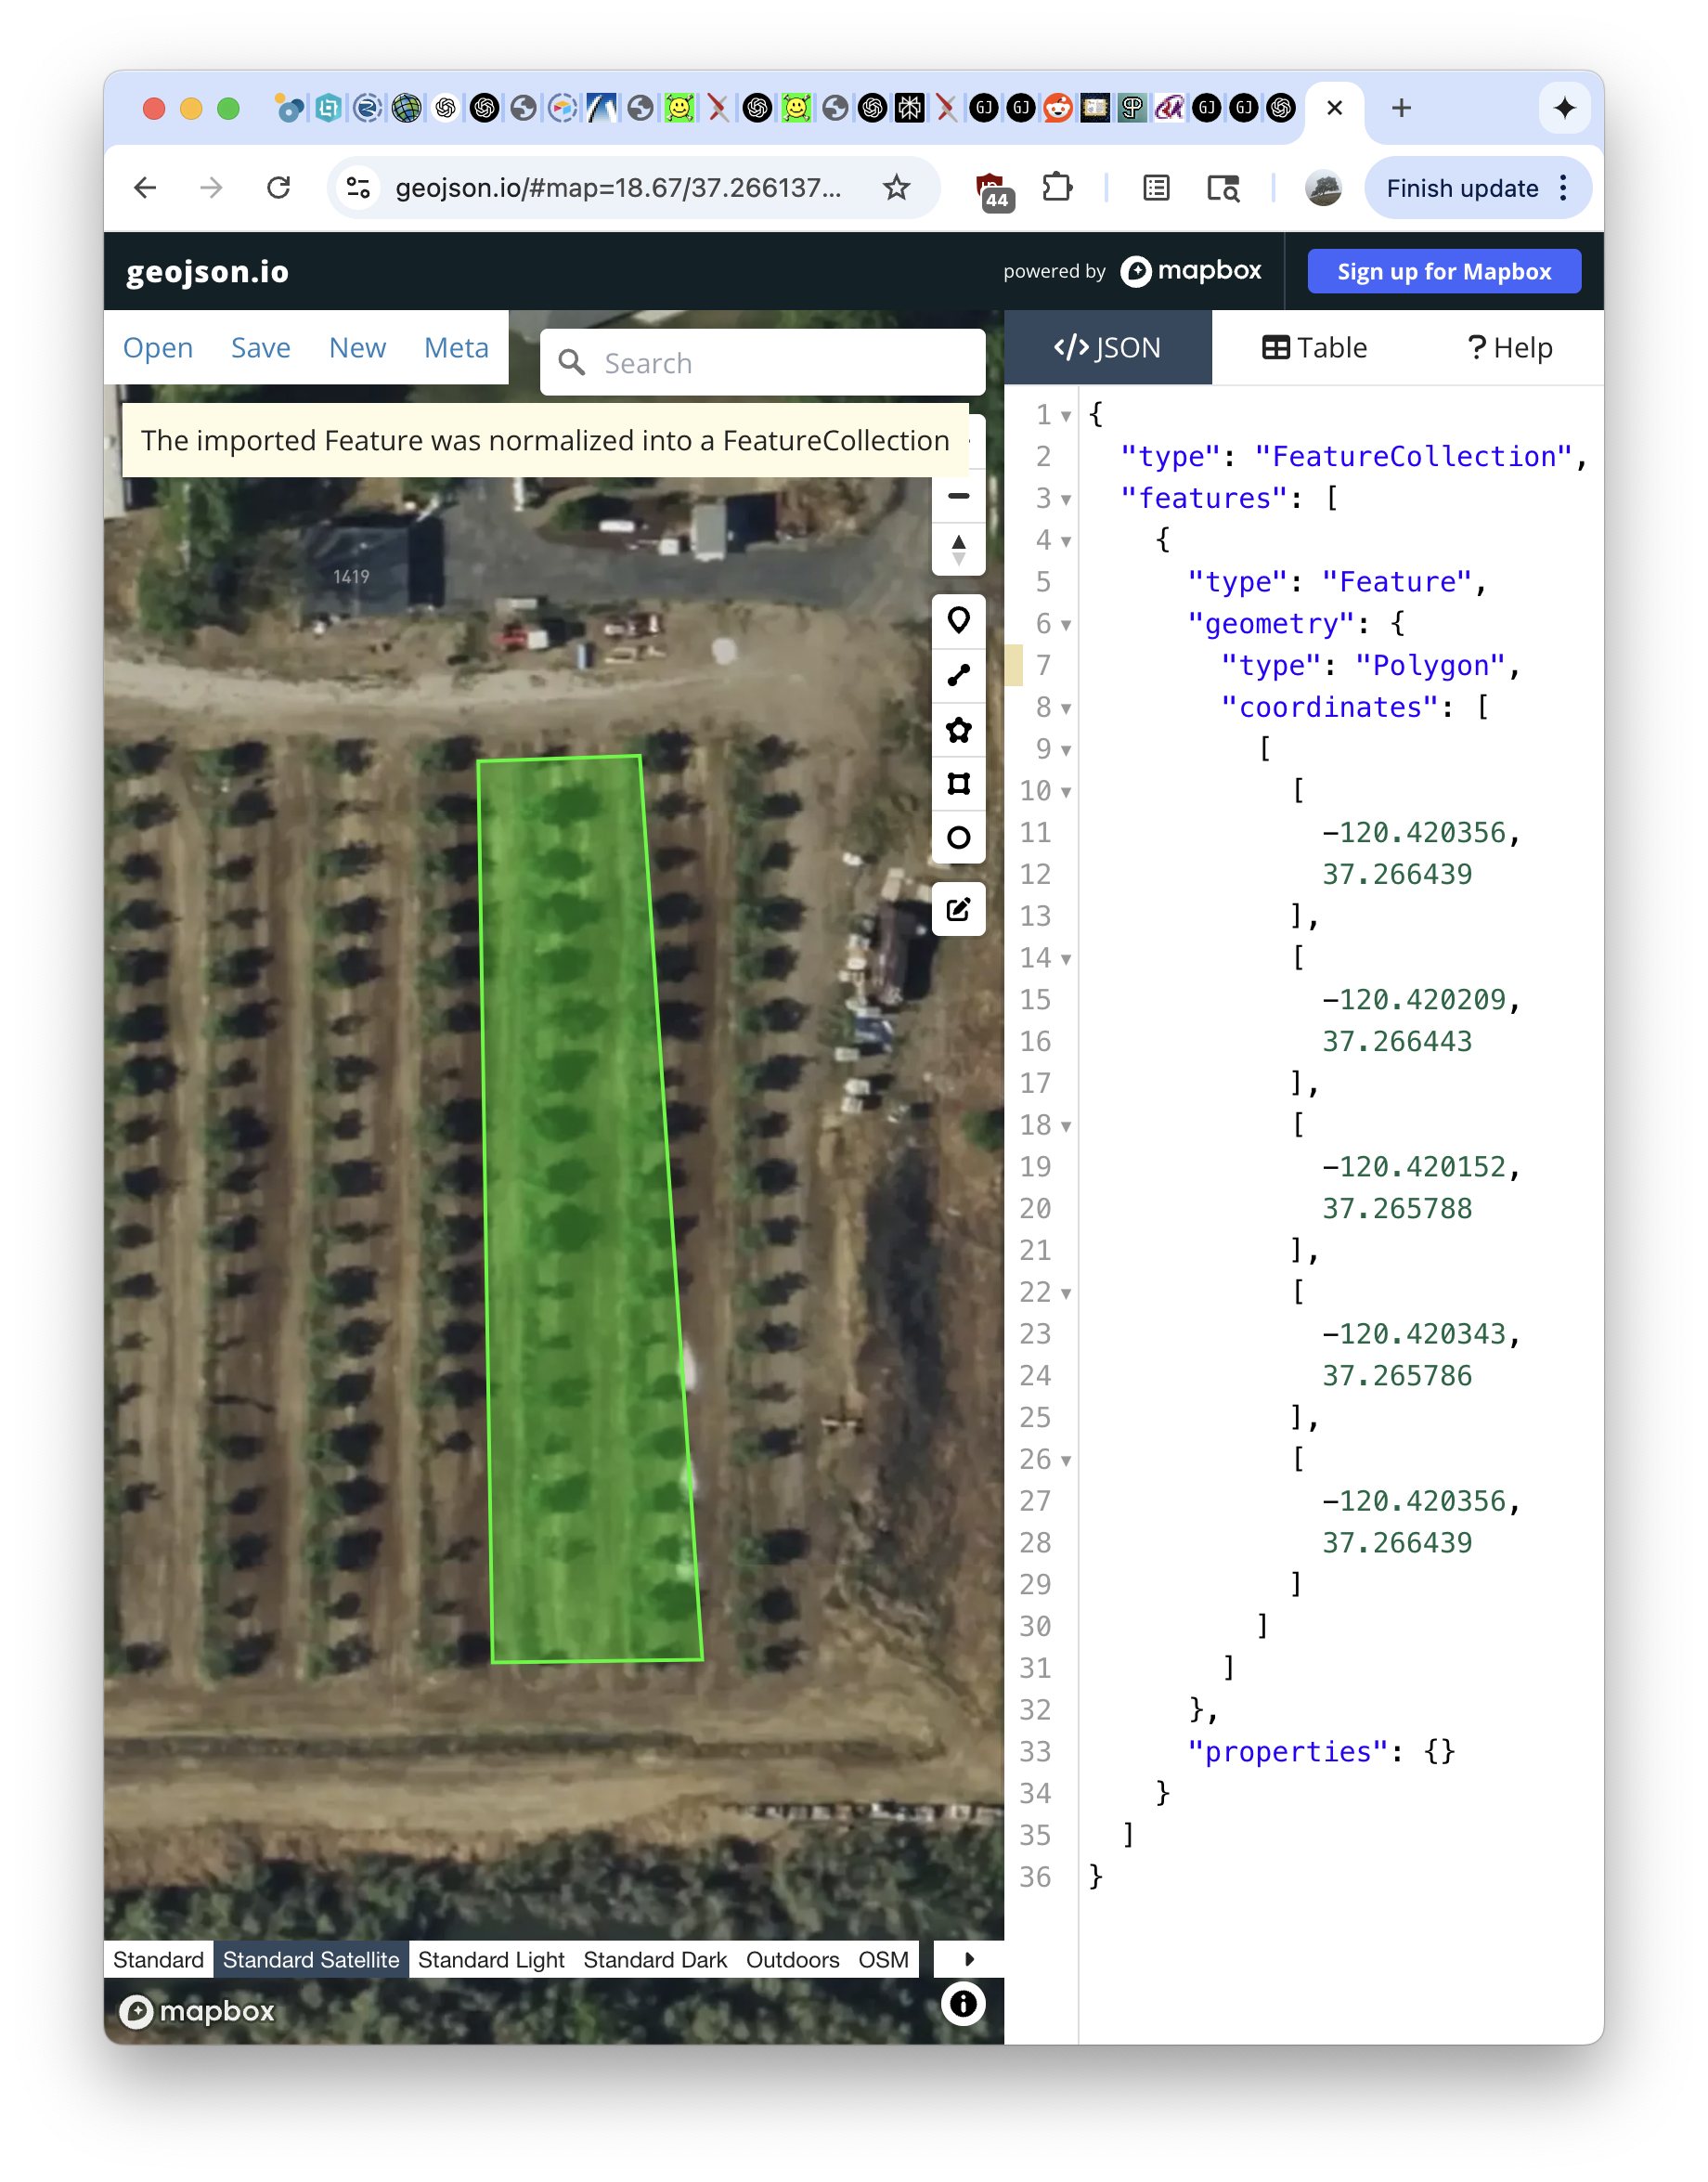 GJ GJ GJ GJ
geojson.io/#map=18.67/37.266137...
44
Finish update
geojson.io
powered by mapbox
Sign up for Mapbox
Open Save New Meta
Search
The imported Feature was normalized into a FeatureCollection
1419
Standard Standard Satellite Standard Light Standard Dark Outdoors OSM
mapbox
</> JSON
Table
? Help
1 {
2 "type": "FeatureCollection",
3 "features": [
4 {
5 "type": "Feature",
6 "geometry": {
7 "type": "Polygon",
8 "coordinates": [
9 [
10 [
11 -120.420356,
12 37.266439
13 ],
14 [
15 -120.420209,
16 37.266443
17 ],
18 [
19 -120.420152,
20 37.265788
21 ],
22 [
23 -120.420343,
24 37.265786
25 ],
26 [
27 -120.420356,
28 37.266439
29 ]
30 ]
31 ]
32 },
33 "properties": {}
34 }
35 ]
36 }